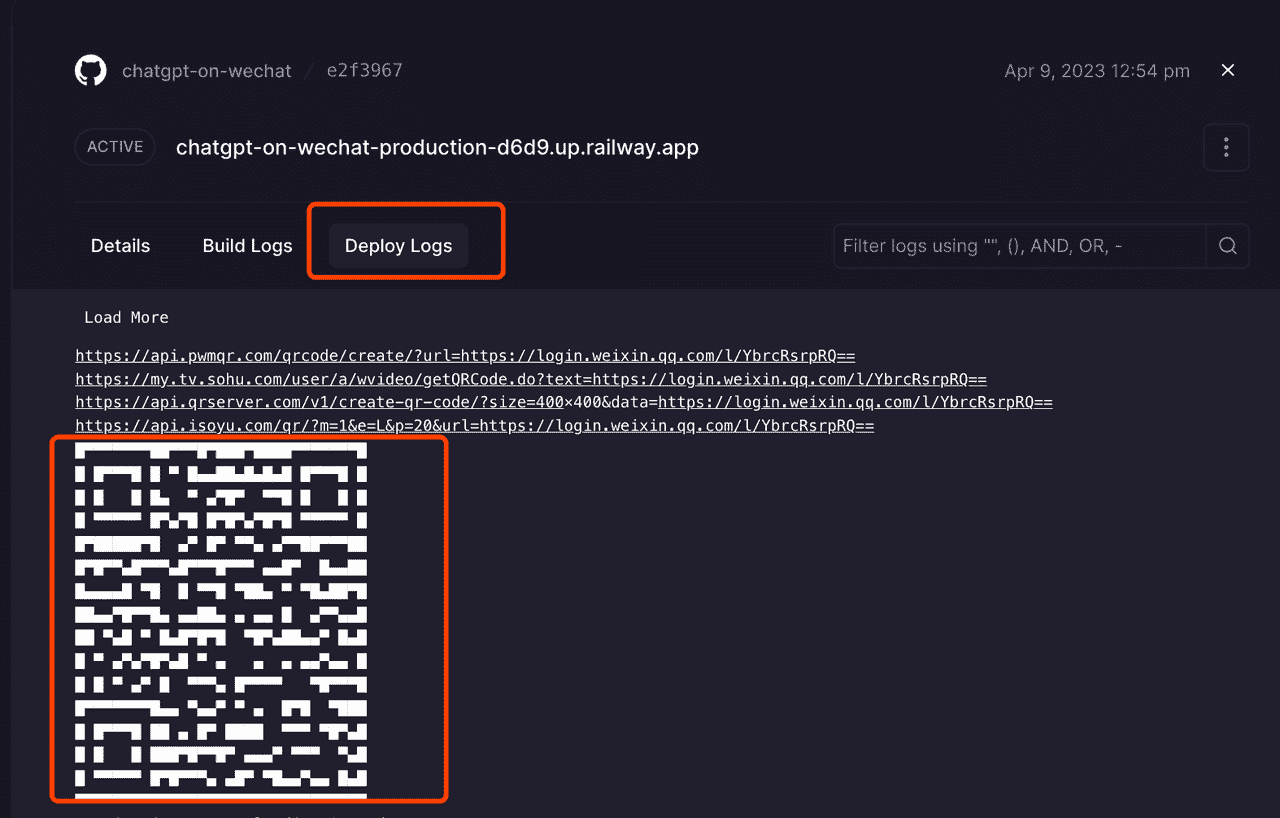 chatgpt-on-wechat / e2f3967
Apr 9, 2023 12:54 pm
ACTIVE
chatgpt-on-wechat-production-d6d9.up.railway.app
Details
Build Logs
Deploy Logs
Filter logs using "", (), AND, OR, -
Load More
https://api.pwmqr.com/qrcode/create/?url=https://login.weixin.qq.com/l/YbrcRsrpRQ==
https://my.tv.sohu.com/user/a/wvideo/getQRCode.do?text=https://login.weixin.qq.com/l/YbrcRsrpRQ==
https://api.qrserver.com/v1/create-qr-code/?size=400×400&data=https://login.weixin.qq.com/l/YbrcRsrpRQ==
https://api.isoyu.com/qr/?m=1&e=L&p=20&url=https://login.weixin.qq.com/l/YbrcRsrpRQ==